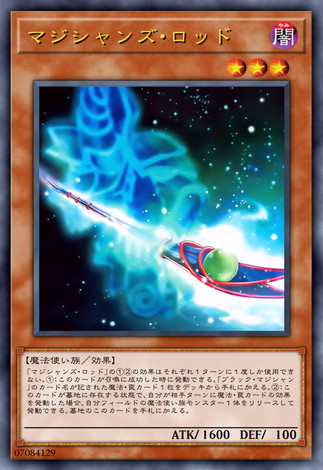 マジシャンズ・ロッド
やみ
闇
【魔法使い族／効果】
「マジシャンズ・ロッド」の①②の効果はそれぞれ１ターンに１度しか使用でき
ない。①：このカードが召喚に成功した時に発動できる。「ブラック・マジシャン」
のカード名が記された魔法・罠カード１枚をデッキから手札に加える。②：こ
のカードが墓地に存在する状態で、自分が相手ターンに魔法・罠カードの効果
を発動した場合、自分フィールドの魔法使い族モンスター１体をリリースして
発動できる。墓地のこのカードを手札に加える。
ATK/ 1600 DEF/ 100
07084129